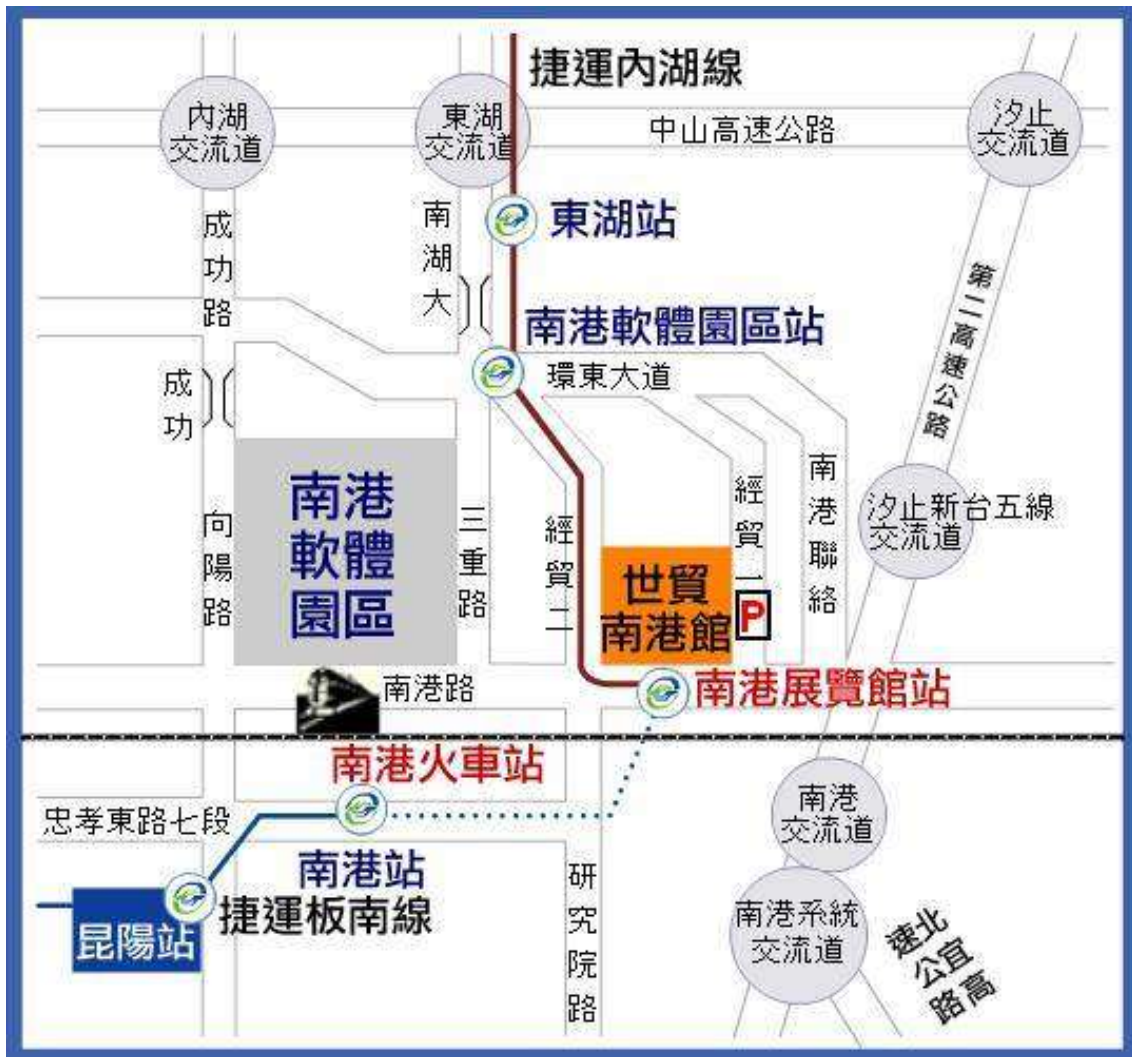 捷運內湖線
內湖
交流道
東湖
交流道
中山高速公路
汐止
交流道
成功路
南湖大
東湖站
第二高速公路
南港軟體園區站
環東大道
成功
南港
軟體
園區
向陽路
三重路
經貿二
世貿
南港館
經貿一
P
南港聯絡
汐止新台五線
交流道
南港路
南港展覽館站
南港火車站
忠孝東路七段
南港站
捷運板南線
昆陽站
研究院路
南港
交流道
南港系統
交流道
北宜高
速公路